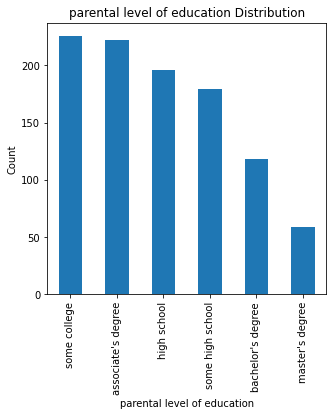 parental level of education Distribution
200
150
100
50
0
Count
some college
associate's degree
high school
some high school
bachelor's degree
master's degree
parental level of education